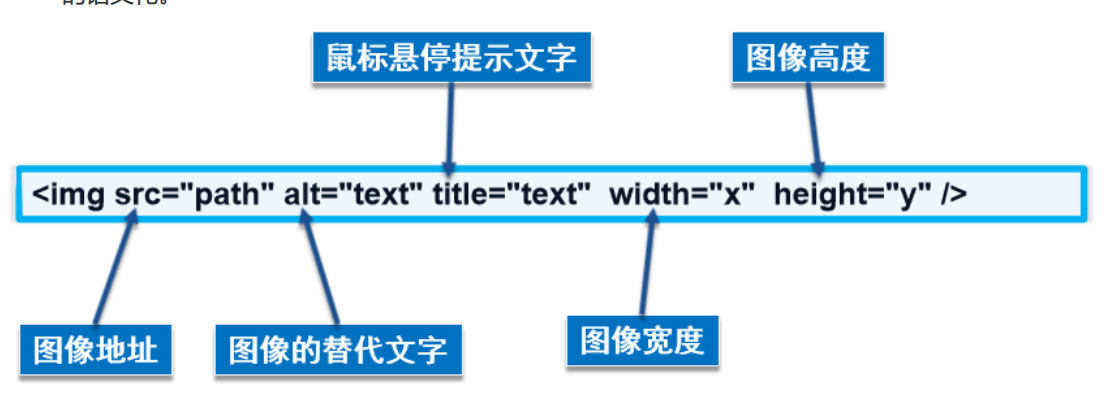 鼠标悬停提示文字
图像高度
<img src="path" alt="text" title="text"  width="x"  height="y" />
图像地址
图像的替代文字
图像宽度